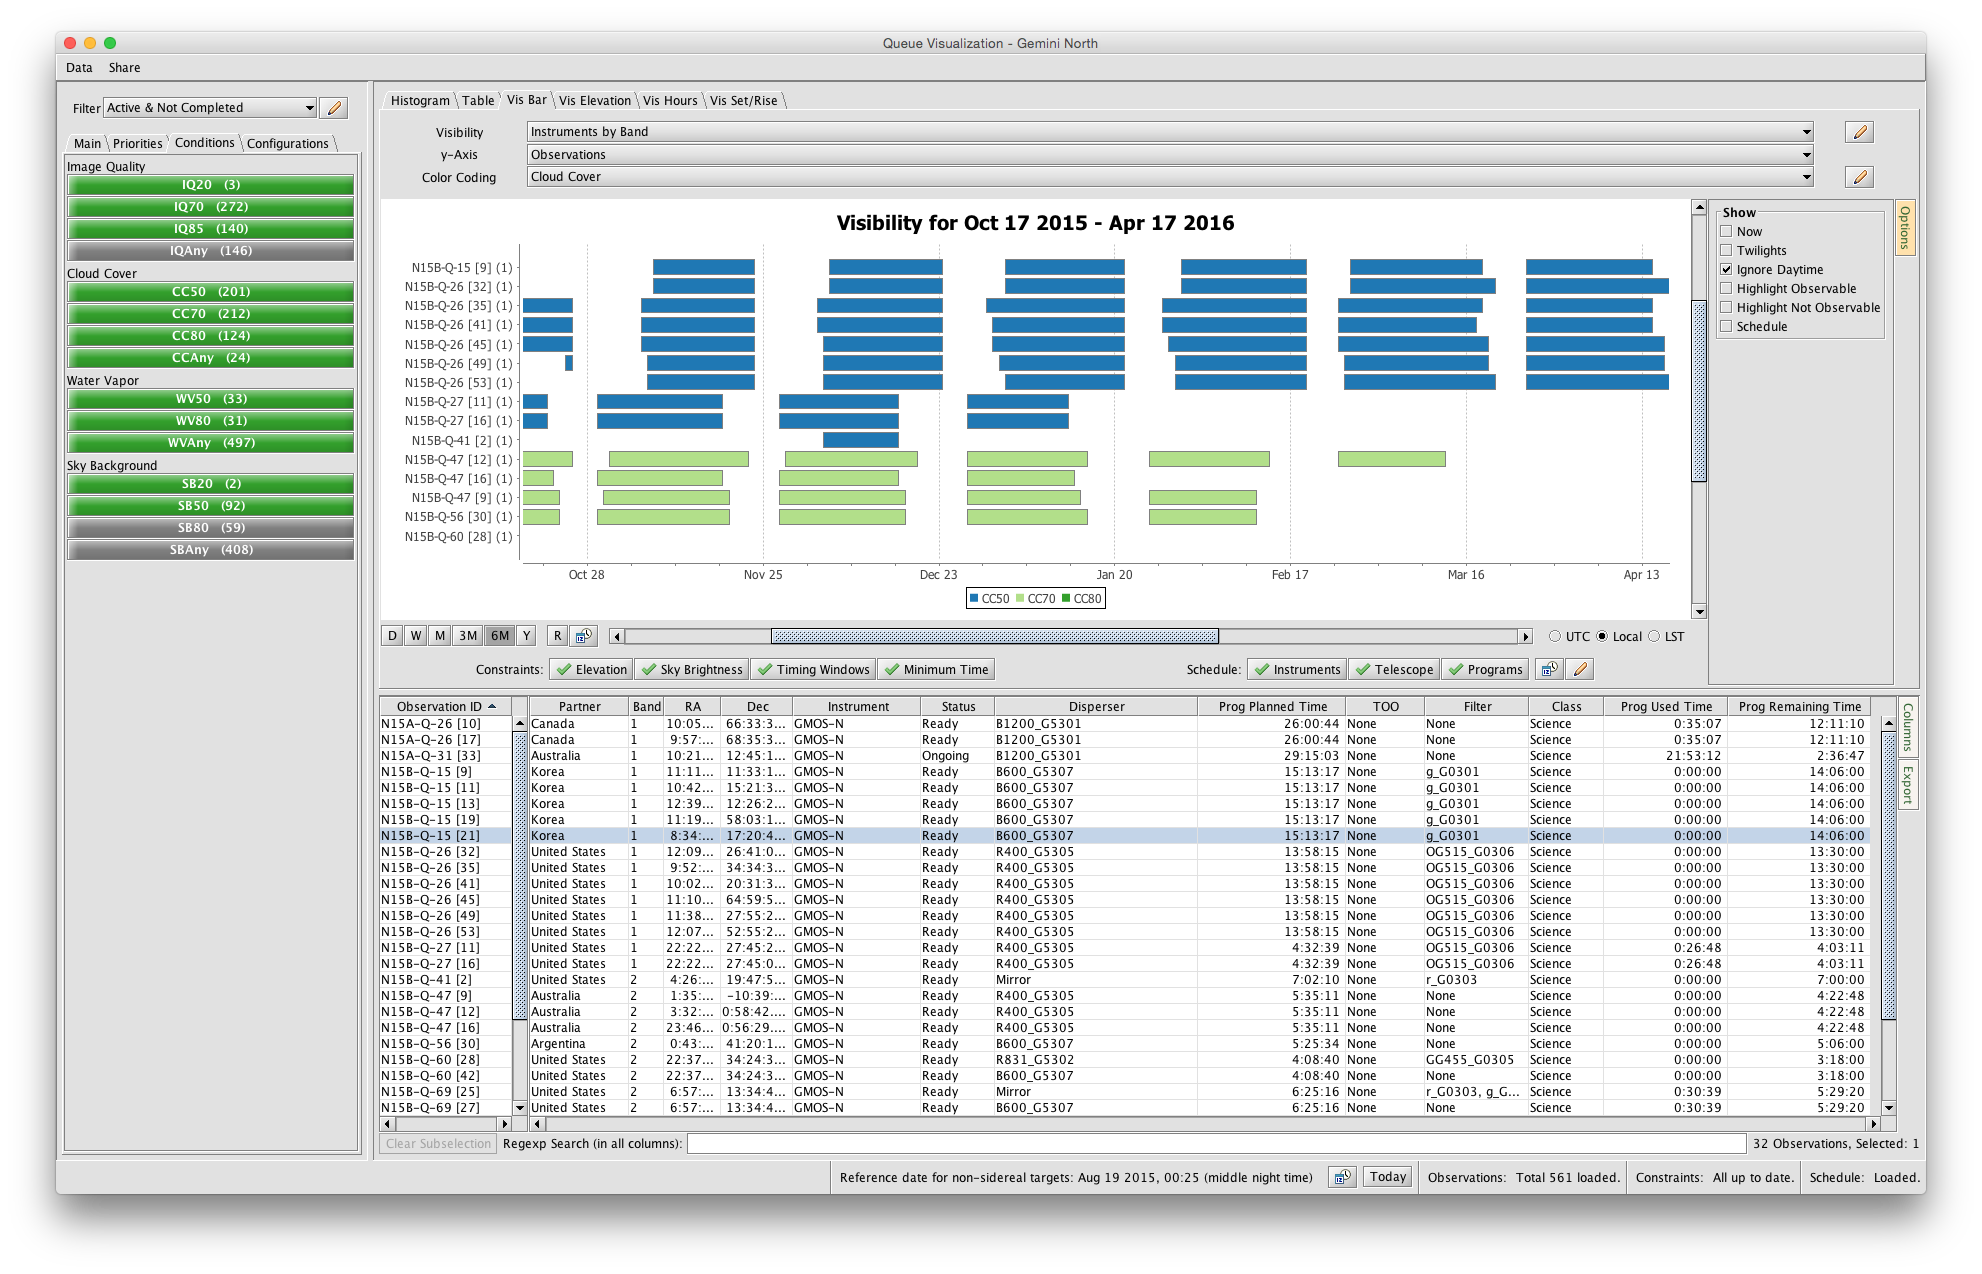 Queue Visualization - Gemini North
Data Share
Filter Active & Not Completed
Main Priorities Conditions Configurations
Image Quality
IQ20 (3)
IQ70 (272)
IQ85 (140)
IQAny (146)
Cloud Cover
CC50 (201)
CC70 (212)
CC80 (124)
CCAny (24)
Water Vapor
WV50 (33)
WV80 (31)
WVAny (497)
Sky Background
SB20 (2)
SB50 (92)
SB80 (59)
SBAny (408)
Histogram Table Vis Bar Vis Elevation Vis Hours Vis Set/Rise
Visibility Instruments by Band
y-Axis Observations
Color Coding Cloud Cover
Visibility for Oct 17 2015 - Apr 17 2016
N15B-Q-15 [9] (1)
N15B-Q-26 [32] (1)
N15B-Q-26 [35] (1)
N15B-Q-26 [41] (1)
N15B-Q-26 [45] (1)
N15B-Q-26 [49] (1)
N15B-Q-26 [53] (1)
N15B-Q-27 [11] (1)
N15B-Q-27 [16] (1)
N15B-Q-41 [2] (1)
N15B-Q-47 [12] (1)
N15B-Q-47 [16] (1)
N15B-Q-47 [9] (1)
N15B-Q-56 [30] (1)
N15B-Q-60 [28] (1)
Oct 28 Nov 25 Dec 23 Jan 20 Feb 17 Mar 16 Apr 13
CC50 CC70 CC80
Show
Now
Twilights
Ignore Daytime
Highlight Observable
Highlight Not Observable
Schedule
Options
D W M 3M 6M Y R UTC Local LST
Constraints: Elevation Sky Brightness Timing Windows Minimum Time Schedule: Instruments Telescope Programs
Observation ID Partner Band RA Dec Instrument Status Disperser Prog Planned Time TOO Filter Class Prog Used Time Prog Remaining Time
N15A-Q-26 [10] Canada 1 10:05... 66:33:3... GMOS-N Ready B1200_G5301 26:00:44 None None Science 0:35:07 12:11:10
N15A-Q-26 [17] Canada 1 9:57:... 68:35:3... GMOS-N Ready B1200_G5301 26:00:44 None None Science 0:35:07 12:11:10
N15A-Q-31 [33] Australia 1 10:21... 12:45:1... GMOS-N Ongoing B1200_G5301 29:15:03 None None Science 21:53:12 2:36:47
N15B-Q-15 [9] Korea 1 11:11... 11:33:1... GMOS-N Ready B600_G5307 15:13:17 None g_G0301 Science 0:00:00 14:06:00
N15B-Q-15 [11] Korea 1 10:42... 15:21:3... GMOS-N Ready B600_G5307 15:13:17 None g_G0301 Science 0:00:00 14:06:00
N15B-Q-15 [13] Korea 1 12:39... 12:26:2... GMOS-N Ready B600_G5307 15:13:17 None g_G0301 Science 0:00:00 14:06:00
N15B-Q-15 [19] Korea 1 11:19... 58:03:1... GMOS-N Ready B600_G5307 15:13:17 None g_G0301 Science 0:00:00 14:06:00
N15B-Q-15 [21] Korea 1 8:34:... 17:20:4... GMOS-N Ready B600_G5307 15:13:17 None g_G0301 Science 0:00:00 14:06:00
N15B-Q-26 [32] United States 1 12:09... 26:41:0... GMOS-N Ready R400_G5305 13:58:15 None OG515_G0306 Science 0:00:00 13:30:00
N15B-Q-26 [35] United States 1 9:52:... 34:34:3... GMOS-N Ready R400_G5305 13:58:15 None OG515_G0306 Science 0:00:00 13:30:00
N15B-Q-26 [41] United States 1 10:02... 20:31:3... GMOS-N Ready R400_G5305 13:58:15 None OG515_G0306 Science 0:00:00 13:30:00
N15B-Q-26 [45] United States 1 11:10... 64:59:5... GMOS-N Ready R400_G5305 13:58:15 None OG515_G0306 Science 0:00:00 13:30:00
N15B-Q-26 [49] United States 1 11:38... 27:55:2... GMOS-N Ready R400_G5305 13:58:15 None OG515_G0306 Science 0:00:00 13:30:00
N15B-Q-26 [53] United States 1 12:07... 52:55:2... GMOS-N Ready R400_G5305 13:58:15 None OG515_G0306 Science 0:00:00 13:30:00
N15B-Q-27 [11] United States 1 22:22... 27:45:2... GMOS-N Ready R400_G5305 4:32:39 None OG515_G0306 Science 0:26:48 4:03:11
N15B-Q-27 [16] United States 1 22:22... 27:45:0... GMOS-N Ready R400_G5305 4:32:39 None OG515_G0306 Science 0:26:48 4:03:11
N15B-Q-41 [2] United States 2 4:26:... 19:47:5... GMOS-N Ready Mirror 7:02:10 None r_G0303 Science 0:00:00 7:00:00
N15B-Q-47 [9] Australia 2 1:35:... -10:39:... GMOS-N Ready R400_G5305 5:35:11 None None Science 0:00:00 4:22:48
N15B-Q-47 [12] Australia 2 3:32:... 0:58:42.... GMOS-N Ready R400_G5305 5:35:11 None None Science 0:00:00 4:22:48
N15B-Q-47 [16] Australia 2 23:46... 0:56:29.... GMOS-N Ready R400_G5305 5:35:11 None None Science 0:00:00 4:22:48
N15B-Q-56 [30] Argentina 2 0:43:... 41:20:1... GMOS-N Ready B600_G5307 5:25:34 None None Science 0:00:00 5:06:00
N15B-Q-60 [28] United States 2 22:37... 34:24:3... GMOS-N Ready R831_G5302 4:08:40 None GG455_G0305 Science 0:00:00 3:18:00
N15B-Q-60 [42] United States 2 22:37... 34:24:3... GMOS-N Ready B600_G5307 4:08:40 None None Science 0:00:00 3:18:00
N15B-Q-69 [25] United States 2 6:57:... 13:34:4... GMOS-N Ready Mirror 6:25:16 None r_G0303, g_G... Science 0:30:39 5:29:20
N15B-Q-69 [27] United States 2 6:57:... 13:34:4... GMOS-N Ready B600_G5307 6:25:16 None None Science 0:30:39 5:29:20
Columns
Export
Clear Subselection Regexp Search (in all columns): 32 Observations, Selected: 1
Reference date for non-sidereal targets: Aug 19 2015, 00:25 (middle night time) Today Observations: Total 561 loaded. Constraints: All up to date. Schedule: Loaded.